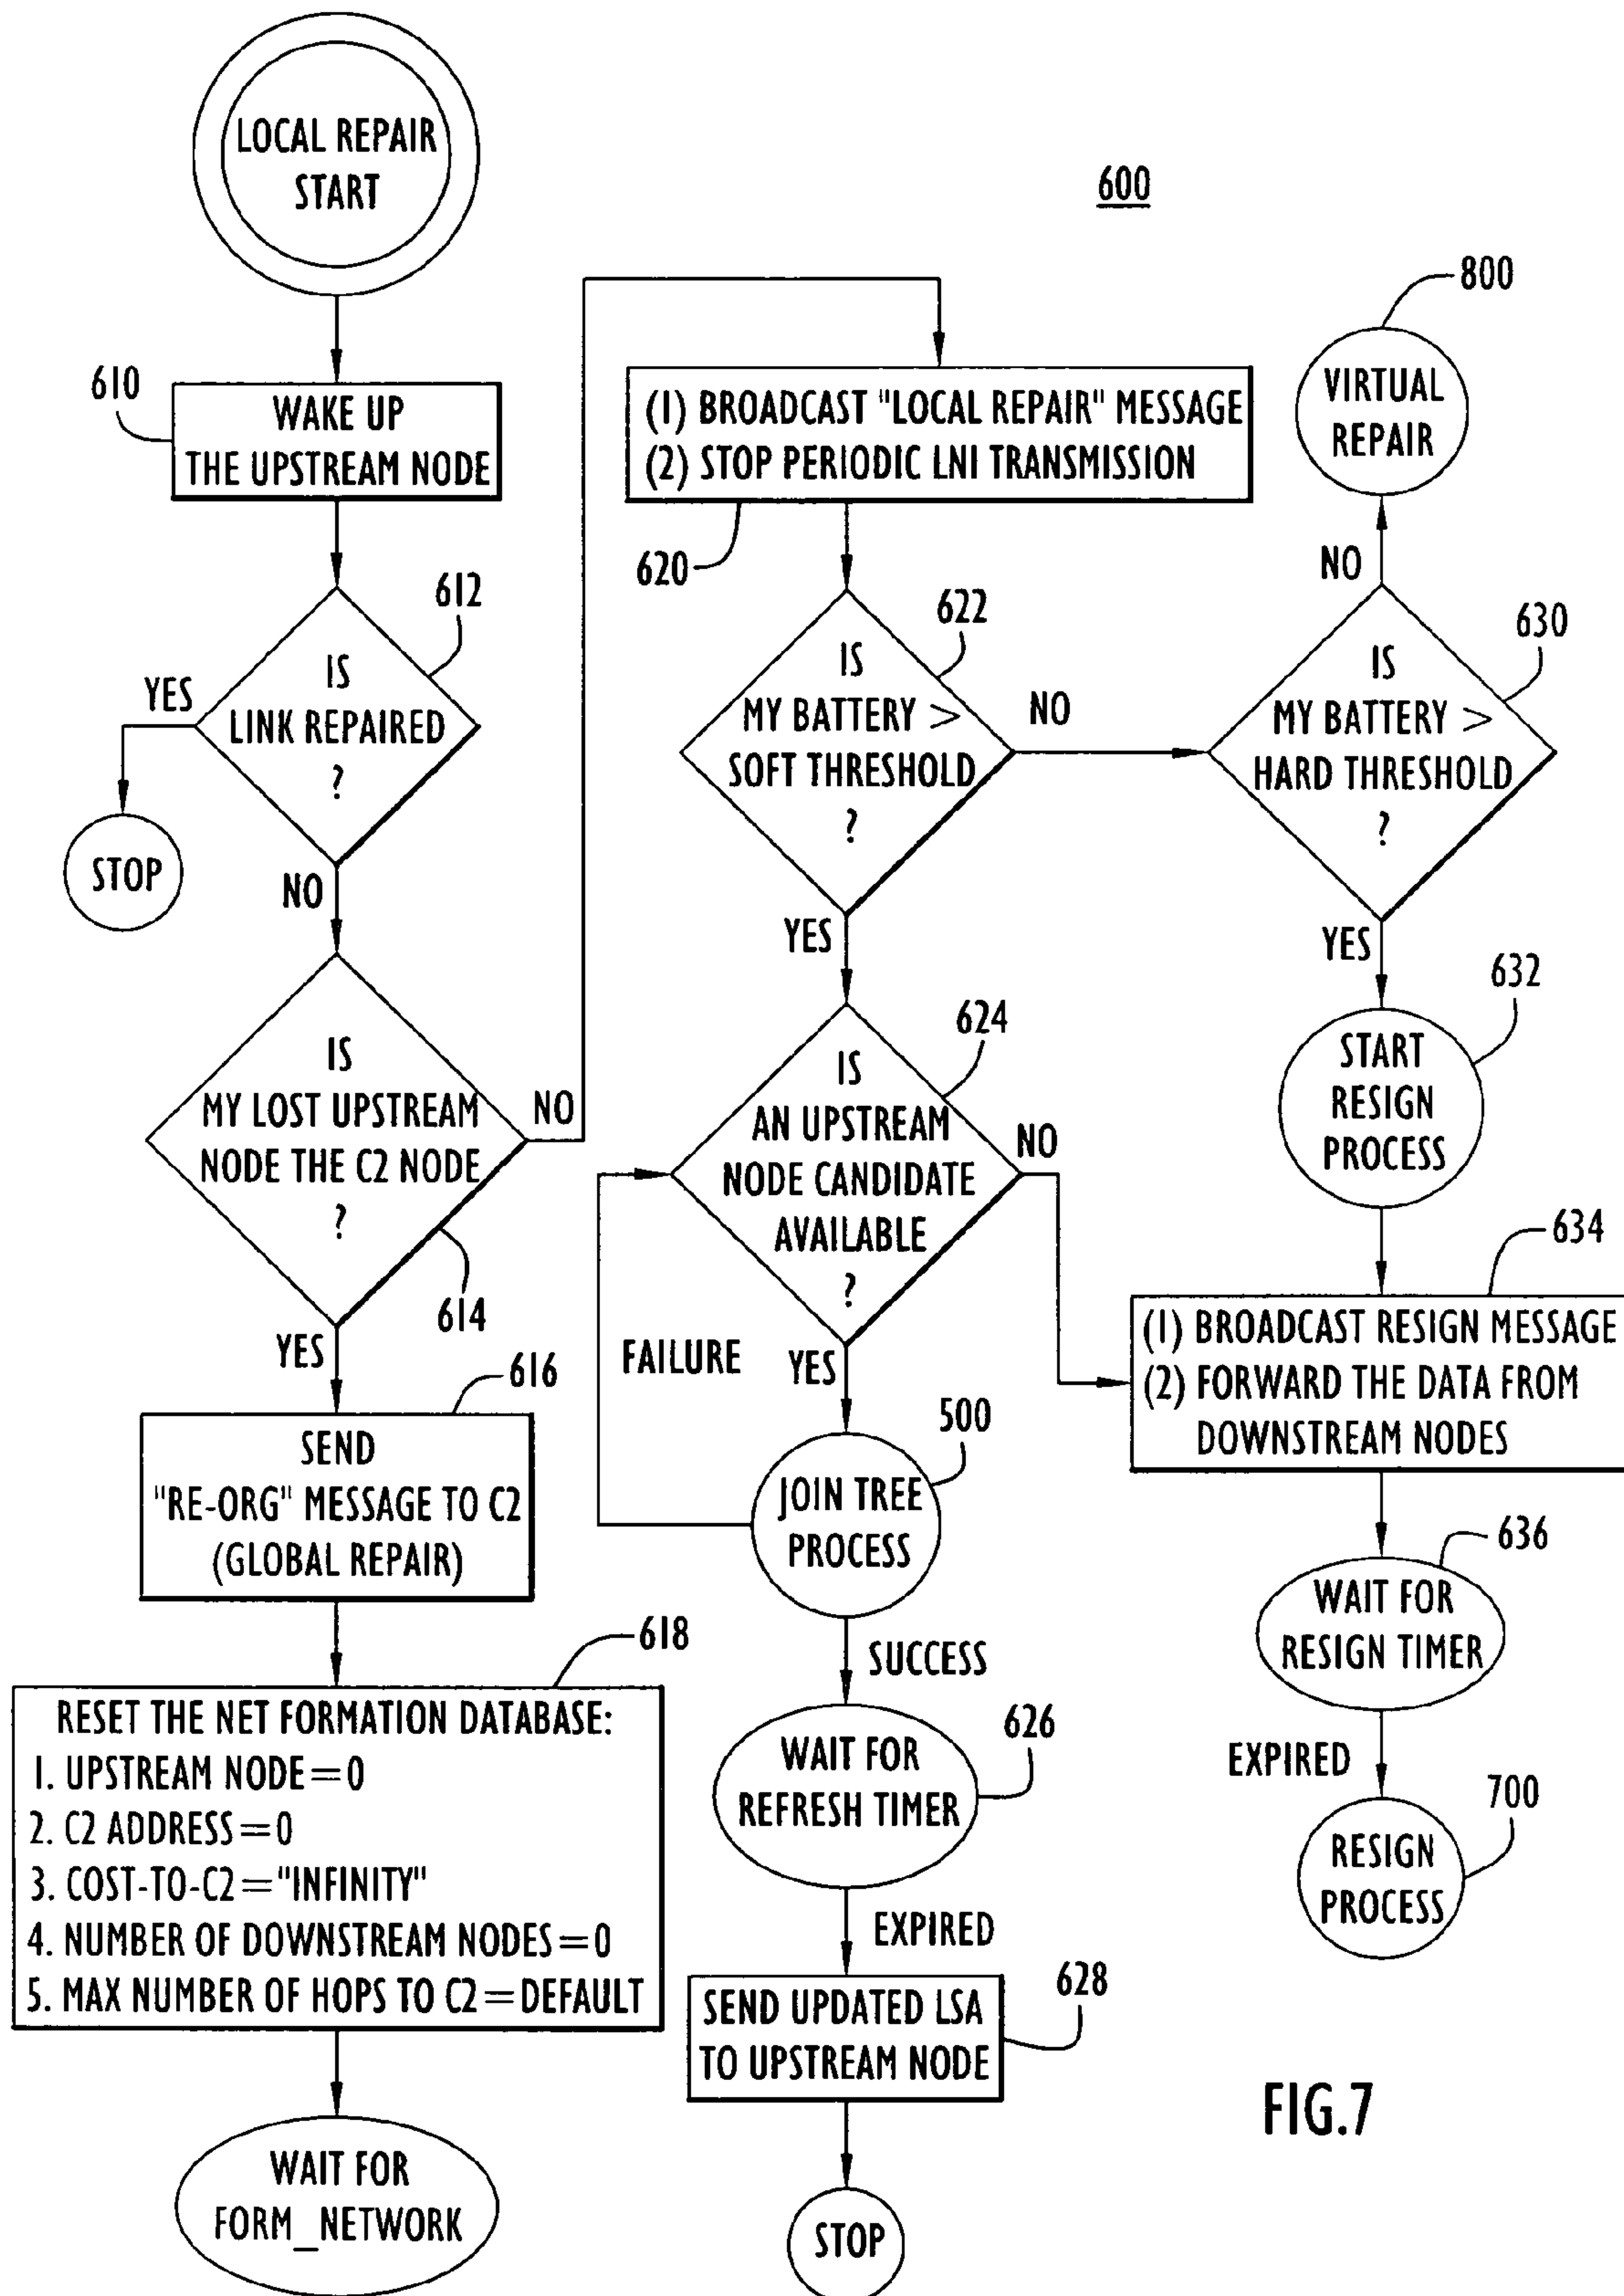 LOCAL REPAIR
START
600
610
WAKE UP
THE UPSTREAM NODE
612
IS
LINK REPAIRED
?
YES
STOP
NO
IS
MY LOST UPSTREAM
NODE THE C2 NODE
?
NO
614
YES
616
SEND
"RE-ORG" MESSAGE TO C2
(GLOBAL REPAIR)
618
RESET THE NET FORMATION DATABASE:
1. UPSTREAM NODE=0
2. C2 ADDRESS=0
3. COST-TO-C2="INFINITY"
4. NUMBER OF DOWNSTREAM NODES=0
5. MAX NUMBER OF HOPS TO C2=DEFAULT
WAIT FOR
FORM_NETWORK
(1) BROADCAST "LOCAL REPAIR" MESSAGE
(2) STOP PERIODIC LNI TRANSMISSION
620
622
IS
MY BATTERY >
SOFT THRESHOLD
?
NO
YES
624
IS
AN UPSTREAM
NODE CANDIDATE
AVAILABLE
?
NO
FAILURE
YES
500
JOIN TREE
PROCESS
SUCCESS
626
WAIT FOR
REFRESH TIMER
EXPIRED
628
SEND UPDATED LSA
TO UPSTREAM NODE
STOP
800
VIRTUAL
REPAIR
NO
630
IS
MY BATTERY >
HARD THRESHOLD
?
YES
632
START
RESIGN
PROCESS
634
(1) BROADCAST RESIGN MESSAGE
(2) FORWARD THE DATA FROM
DOWNSTREAM NODES
636
WAIT FOR
RESIGN TIMER
EXPIRED
700
RESIGN
PROCESS
FIG.7